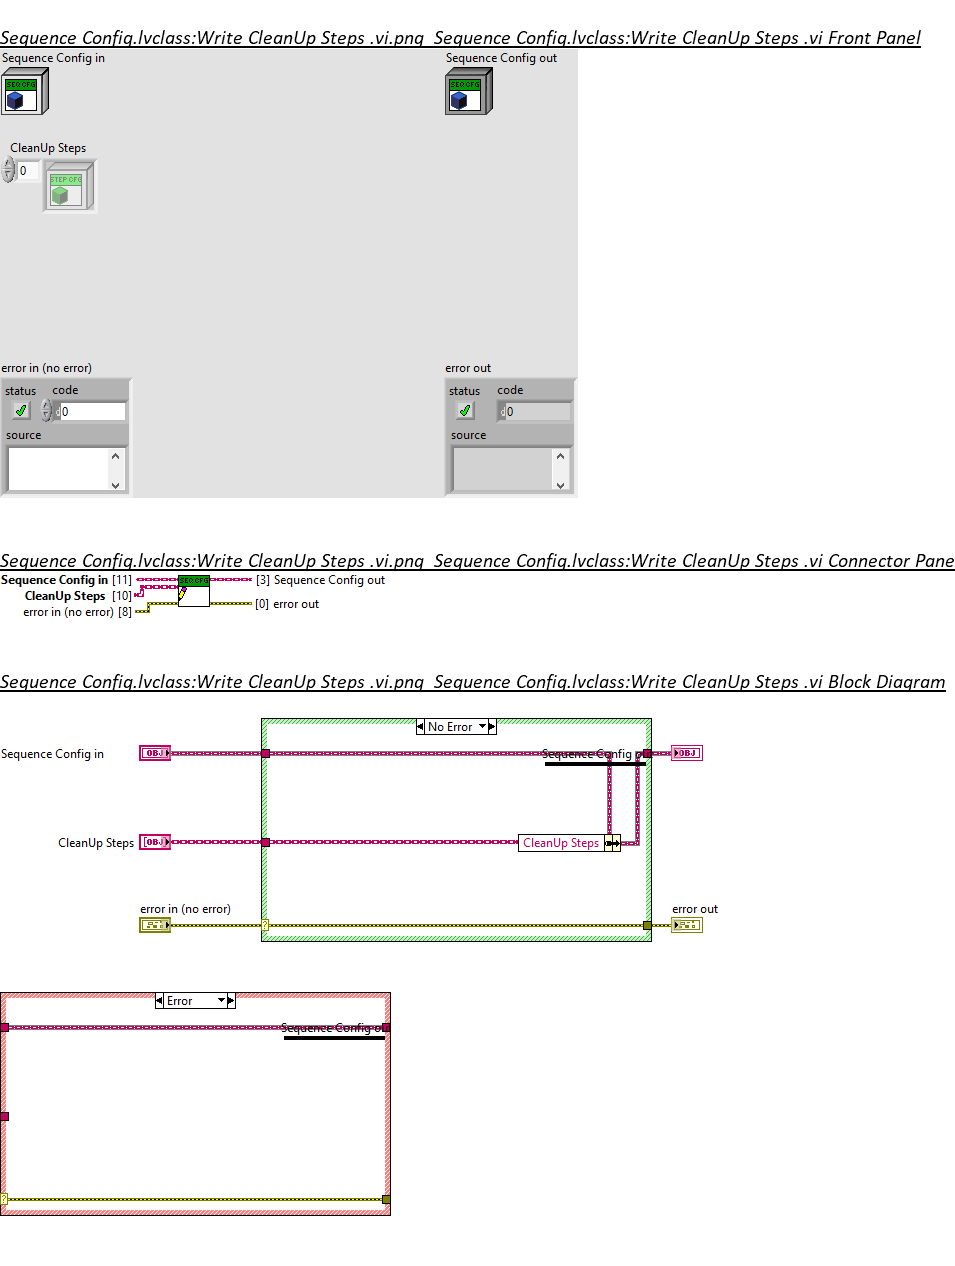 Sequence Config.lvclass:Write CleanUp Steps .vi.png  Sequence Config.lvclass:Write CleanUp Steps .vi Front Panel
Sequence Config in
Sequence Config out
SEQ CFG
SEQ CFG
CleanUp Steps
0
STEP CFG
error in (no error)
error out
status
code
status
code
d 0
d 0
source
source
Sequence Config.lvclass:Write CleanUp Steps .vi.png  Sequence Config.lvclass:Write CleanUp Steps .vi Connector Pane
Sequence Config in [11]
SEQ CFG
[3] Sequence Config out
CleanUp Steps [10]
error in (no error) [8]
[0] error out
Sequence Config.lvclass:Write CleanUp Steps .vi.png  Sequence Config.lvclass:Write CleanUp Steps .vi Block Diagram
No Error
Sequence Config in
OBJ
Sequence Config out
OBJ
CleanUp Steps
[OBJ]
CleanUp Steps
error in (no error)
error out
?
Error
Sequence Config out
?